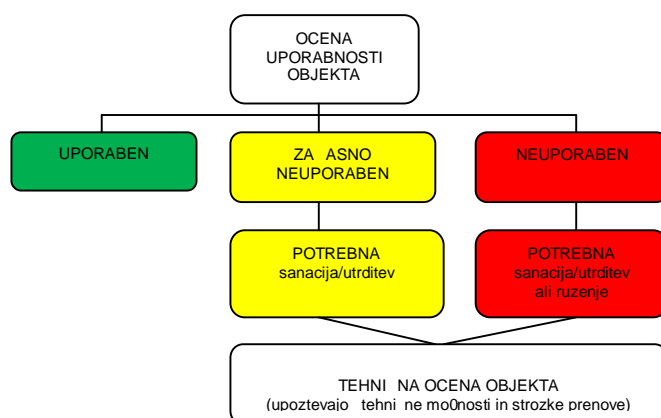 OCENA
UPORABNOSTI
OBJEKTA
UPORABEN
ZA ASNO
NEUPORABEN
NEUPORABEN
POTREBNA
sanacija/utrditev
POTREBNA
sanacija/utrditev
ali ruzenje
TEHNI NA OCENA OBJEKTA
(upoztevajo tehni ne mo0nosti in strozke prenove)